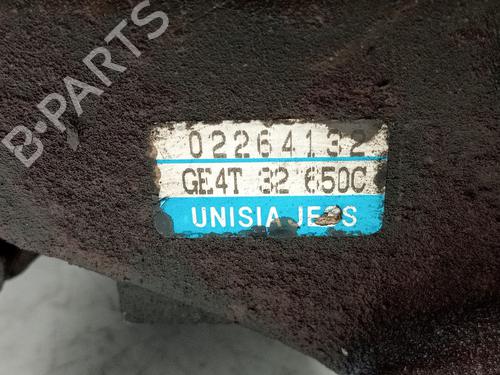 B-PARTS
02264132
GE4T 32 650C
UNISIA JECS